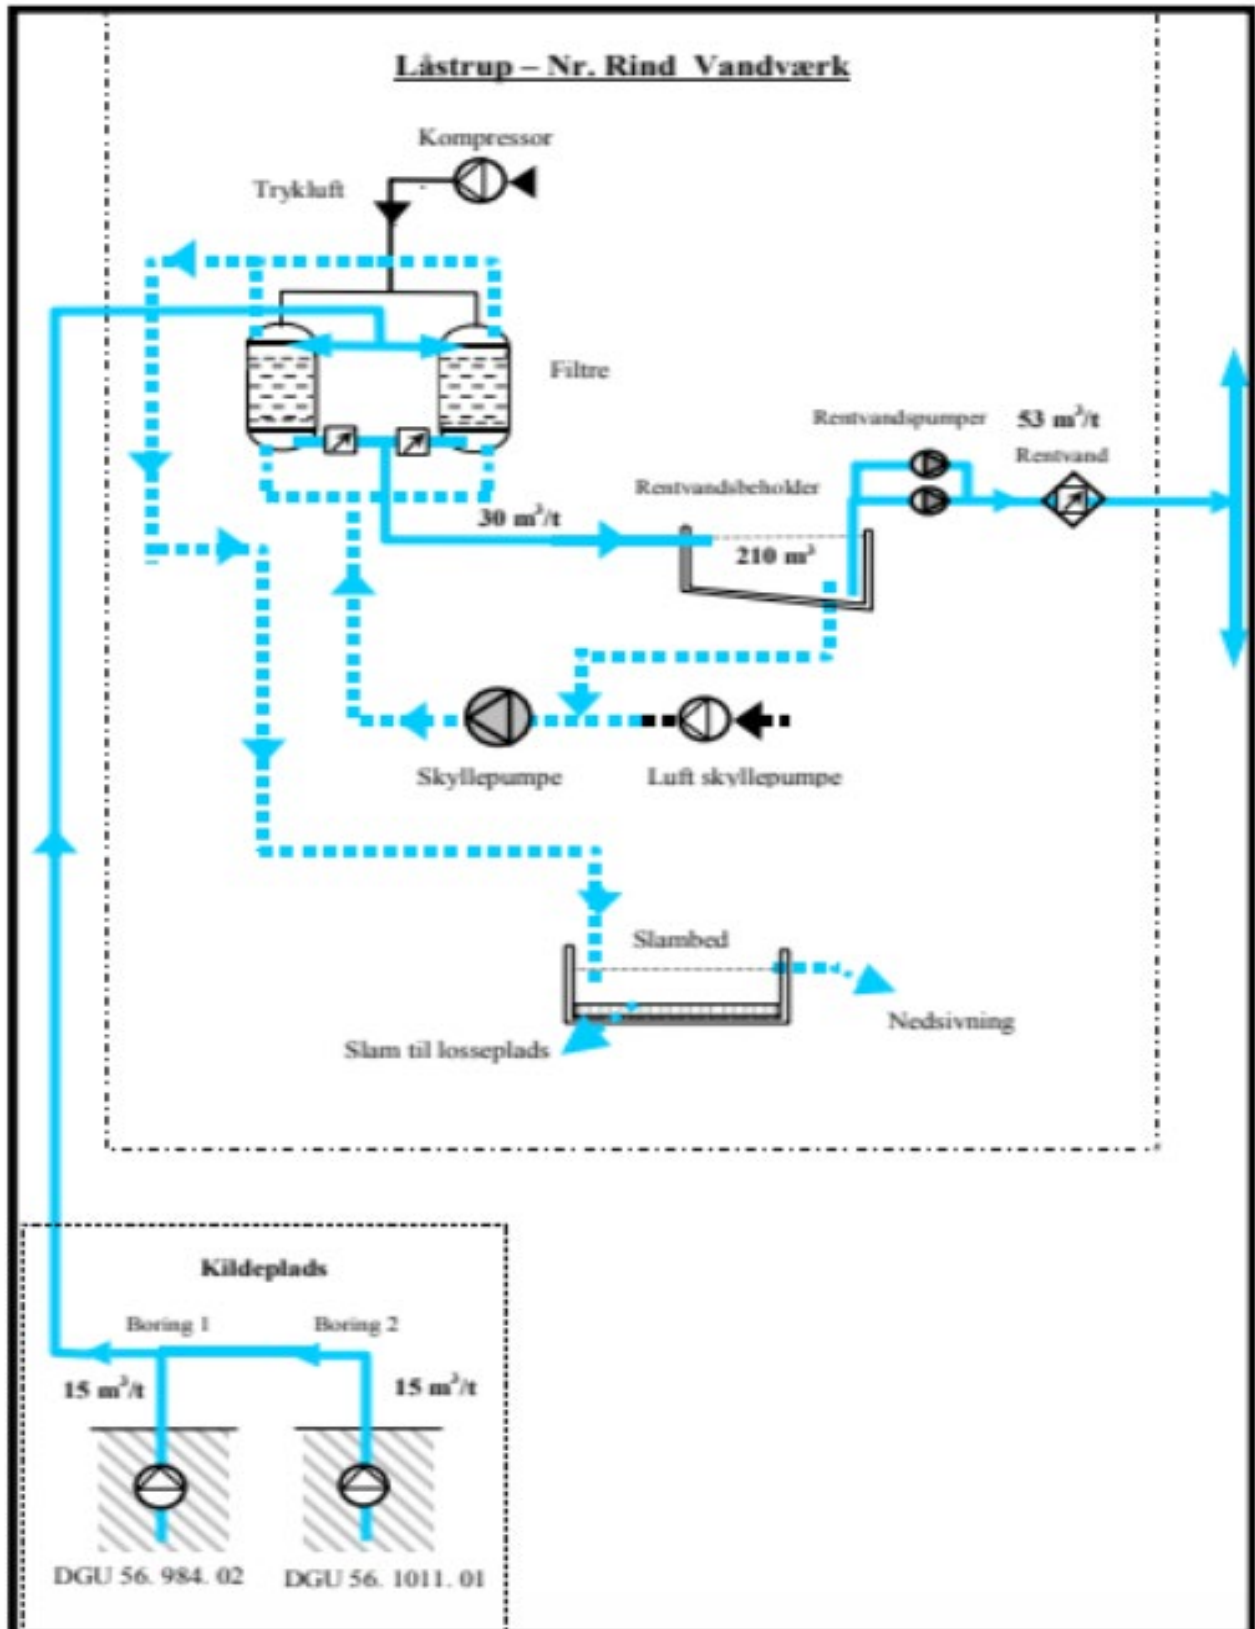 Låstrup – Nr. Rind Vandværk
Kompressor
Trykluft
Filtre
Rentvandspumper
53 m³/t
Rentvand
Rentvandsbeholder
30 m³/t
210 m³
Skyllepumpe
Luft skyllepumpe
Slambed
Nedsivning
Slam til losseplads
Kildeplads
Boring 1
Boring 2
15 m³/t
15 m³/t
DGU 56. 984. 02
DGU 56. 1011. 01